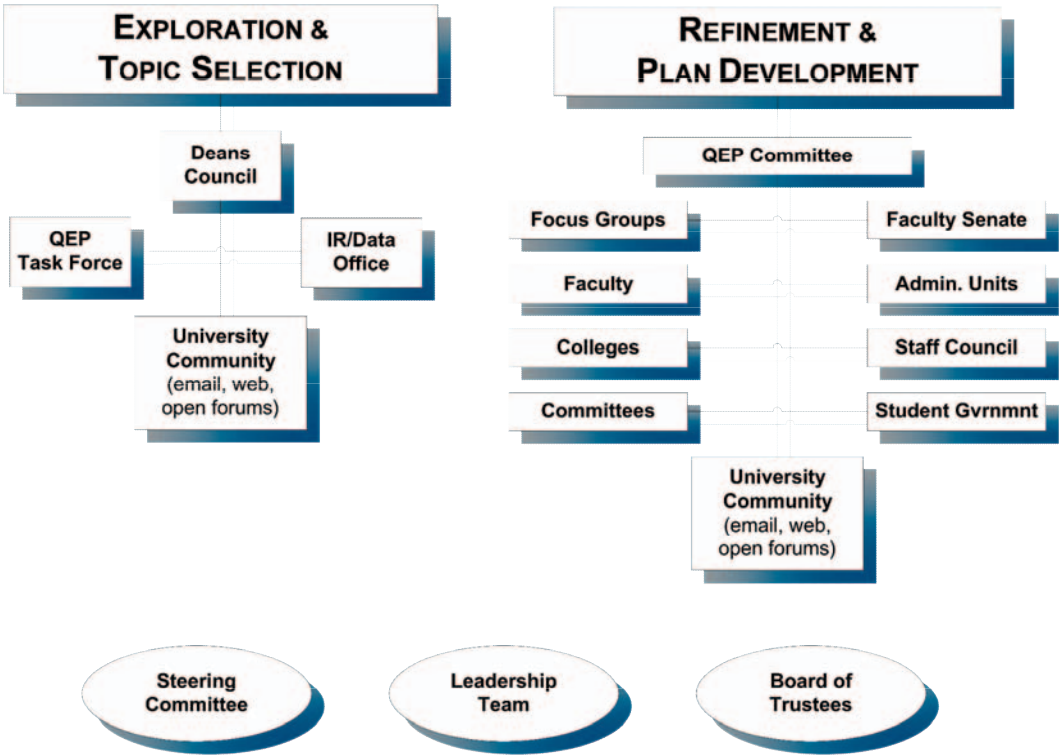 EXPLORATION &
TOPIC SELECTION
Deans
Council
QEP
Task Force
IR/Data
Office
University
Community
(email, web,
open forums)
REFINEMENT &
PLAN DEVELOPMENT
QEP Committee
Focus Groups
Faculty Senate
Faculty
Admin. Units
Colleges
Staff Council
Committees
Student Gvrnmnt
University
Community
(email, web,
open forums)
Steering
Committee
Leadership
Team
Board of
Trustees